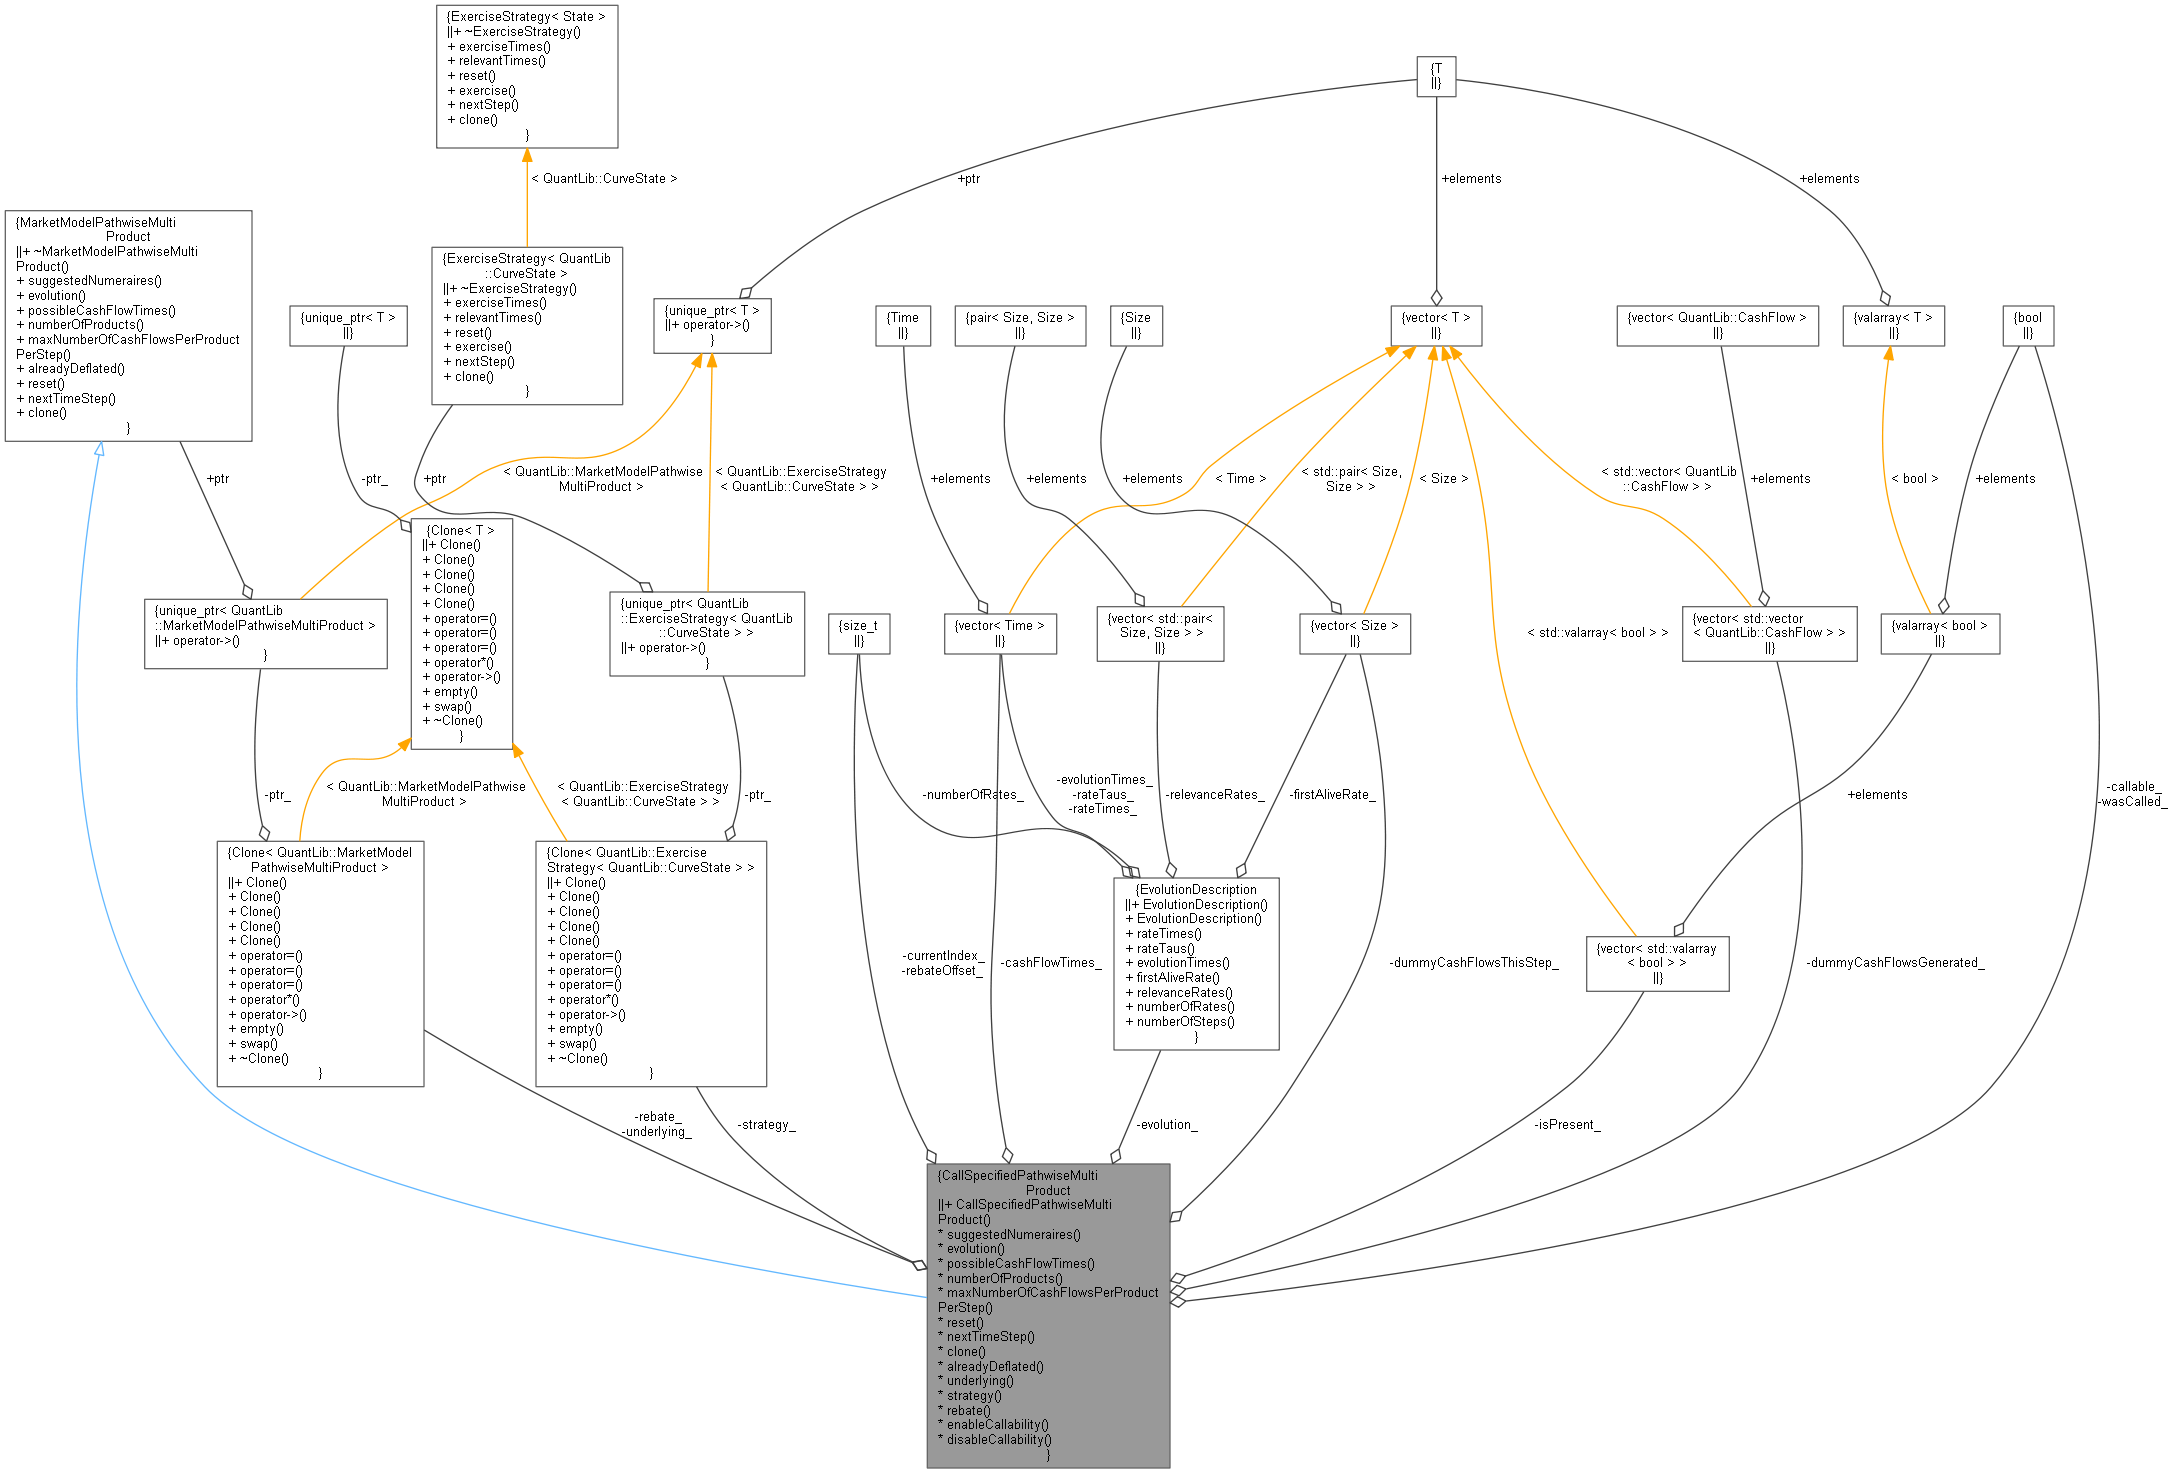 {ExerciseStrategy< State >
||+ ~ExerciseStrategy()
+ exerciseTimes()
+ relevantTimes()
+ reset()
+ exercise()
+ nextStep()
+ clone()
}
{T
||}
+ptr
+elements
+elements
< QuantLib::CurveState >
{MarketModelPathwiseMulti
Product
||+ ~MarketModelPathwiseMulti
Product()
+ suggestedNumeraires()
+ evolution()
+ possibleCashFlowTimes()
+ numberOfProducts()
+ maxNumberOfCashFlowsPerProduct
PerStep()
+ alreadyDeflated()
+ reset()
+ nextTimeStep()
+ clone()
}
{unique_ptr< T >
||}
{ExerciseStrategy< QuantLib
::CurveState >
||+ ~ExerciseStrategy()
+ exerciseTimes()
+ relevantTimes()
+ reset()
+ exercise()
+ nextStep()
+ clone()
}
{unique_ptr< T >
||+ operator->()
}
{Time
||}
{pair< Size, Size >
||}
{Size
||}
{vector< T >
||}
{vector< QuantLib::CashFlow >
||}
{valarray< T >
||}
{bool
||}
+ptr
-ptr_
+ptr
< QuantLib::MarketModelPathwise
MultiProduct >
< QuantLib::ExerciseStrategy
< QuantLib::CurveState > >
+elements
+elements
+elements
< Time >
< std::pair< Size,
Size > >
< Size >
< std::vector< QuantLib
::CashFlow > >
+elements
< bool >
+elements
{unique_ptr< QuantLib
::MarketModelPathwiseMultiProduct >
||+ operator->()
}
{Clone< T >
||+ Clone()
+ Clone()
+ Clone()
+ Clone()
+ Clone()
+ operator=()
+ operator=()
+ operator=()
+ operator*()
+ operator->()
+ empty()
+ swap()
+ ~Clone()
}
{unique_ptr< QuantLib
::ExerciseStrategy< QuantLib
::CurveState > >
||+ operator->()
}
{size_t
||}
{vector< Time >
||}
{vector< std::pair<
Size, Size > >
||}
{vector< Size >
||}
< std::valarray< bool > >
{vector< std::vector
< QuantLib::CashFlow > >
||}
{valarray< bool >
||}
-ptr_
< QuantLib::MarketModelPathwise
MultiProduct >
< QuantLib::ExerciseStrategy
< QuantLib::CurveState > >
-ptr_
-numberOfRates_
-evolutionTimes_
-rateTaus_
-rateTimes_
-relevanceRates_
-firstAliveRate_
+elements
-callable_
-wasCalled_
{Clone< QuantLib::MarketModel
PathwiseMultiProduct >
||+ Clone()
+ Clone()
+ Clone()
+ Clone()
+ Clone()
+ operator=()
+ operator=()
+ operator=()
+ operator*()
+ operator->()
+ empty()
+ swap()
+ ~Clone()
}
{Clone< QuantLib::Exercise
Strategy< QuantLib::CurveState > >
||+ Clone()
+ Clone()
+ Clone()
+ Clone()
+ Clone()
+ operator=()
+ operator=()
+ operator=()
+ operator*()
+ operator->()
+ empty()
+ swap()
+ ~Clone()
}
-currentIndex_
-rebateOffset_
-cashFlowTimes_
{EvolutionDescription
||+ EvolutionDescription()
+ EvolutionDescription()
+ rateTimes()
+ rateTaus()
+ evolutionTimes()
+ firstAliveRate()
+ relevanceRates()
+ numberOfRates()
+ numberOfSteps()
}
-dummyCashFlowsThisStep_
{vector< std::valarray
< bool > >
||}
-dummyCashFlowsGenerated_
-rebate_
-underlying_
-strategy_
-evolution_
-isPresent_
{CallSpecifiedPathwiseMulti
Product
||+ CallSpecifiedPathwiseMulti
Product()
* suggestedNumeraires()
* evolution()
* possibleCashFlowTimes()
* numberOfProducts()
* maxNumberOfCashFlowsPerProduct
PerStep()
* reset()
* nextTimeStep()
* clone()
* alreadyDeflated()
* underlying()
* strategy()
* rebate()
* enableCallability()
* disableCallability()
}